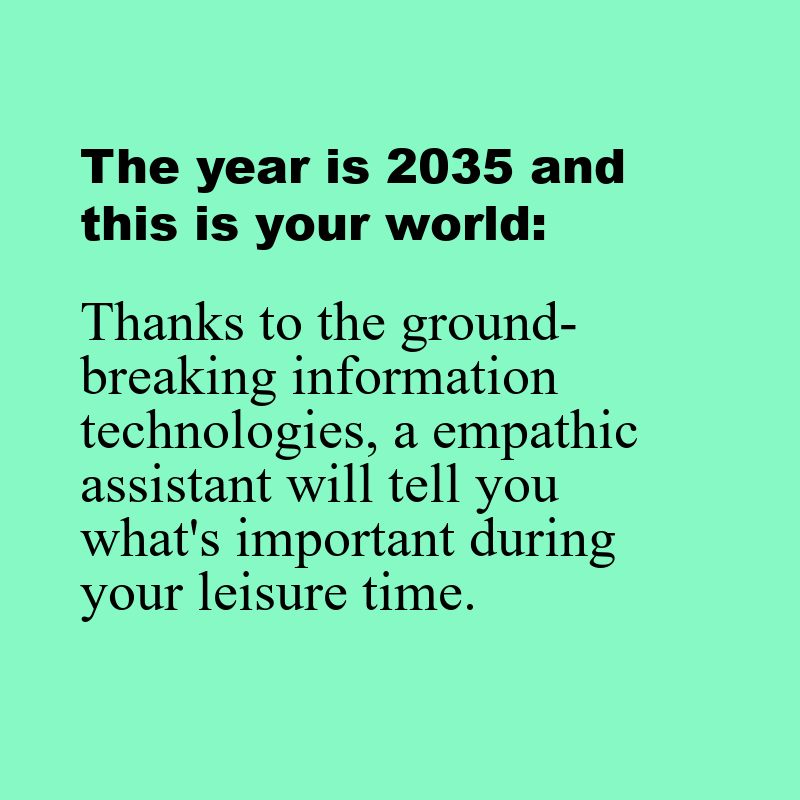 The year is 2035 and
this is your world:
Thanks to the ground-
breaking information
technologies, a empathic
assistant will tell you
what's important during
your leisure time.